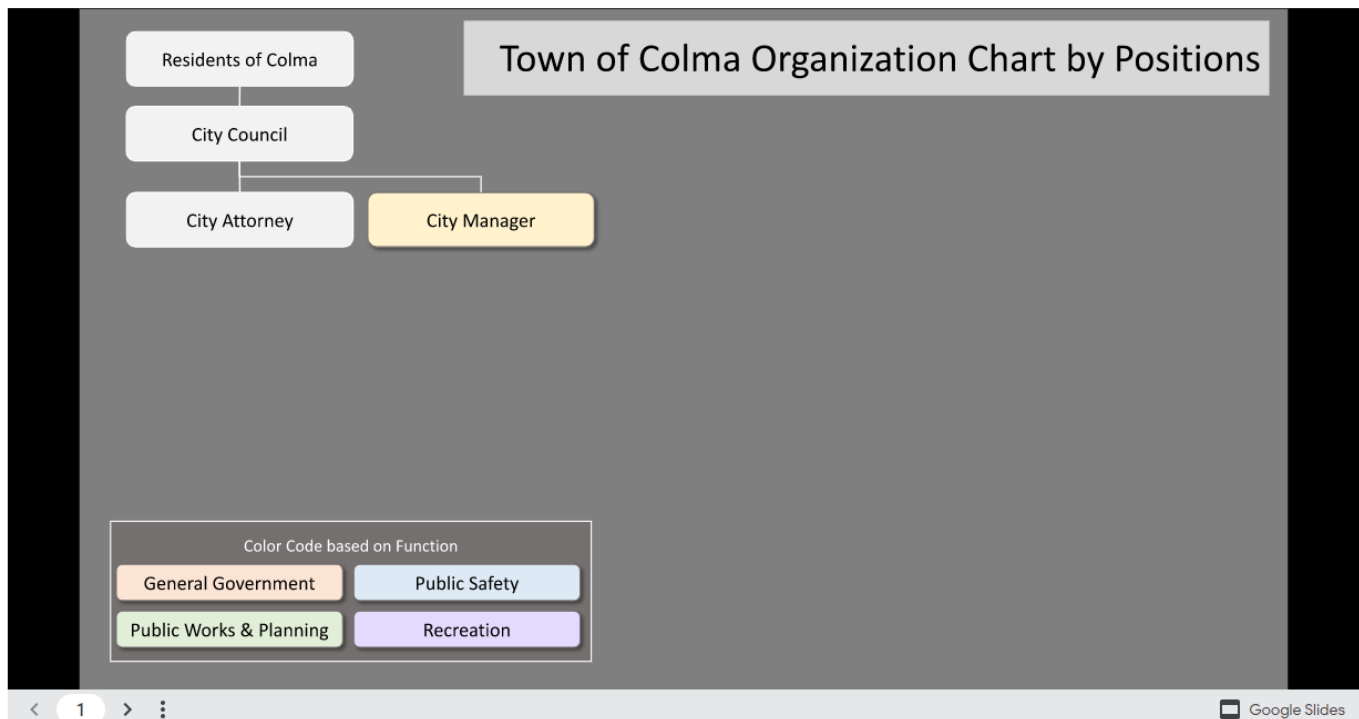 Residents of Colma
Town of Colma Organization Chart by Positions
City Council
City Attorney
City Manager
Color Code based on Function
General Government
Public Safety
Public Works & Planning
Recreation
1
Google Slides